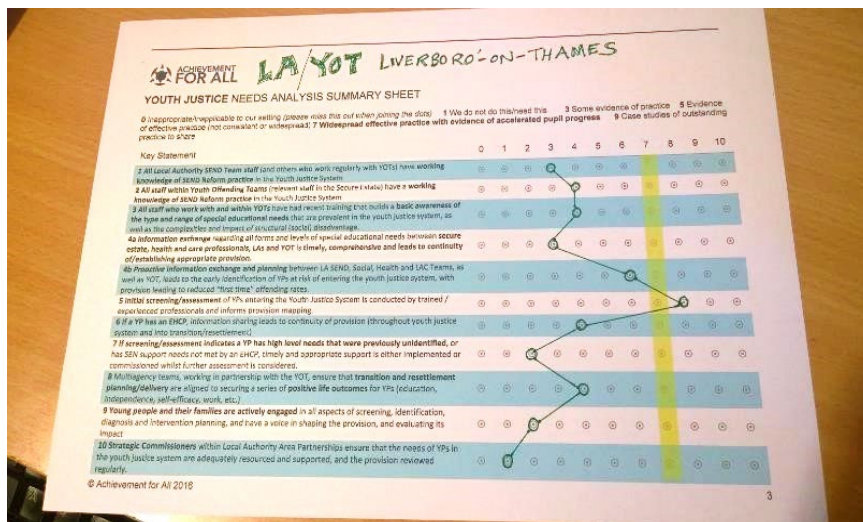 ACHIEVEMENT
FOR ALL
LA/YOT LIVERBORO'-ON-THAMES
YOUTH JUSTICE NEEDS ANALYSIS SUMMARY SHEET
0 Inappropriate/inapplicable to our setting (please miss this out when joining the dots) 1 We do not do this/need this 3 Some evidence of practice 5 Evidence
of effective practice (not consistent or widespread) 7 Widespread effective practice with evidence of accelerated pupil progress 9 Case studies of outstanding
practice to share
Key Statement 0 1 2 3 4 5 6 7 8 9 10
1 All Local Authority SEND Team staff (and others who work regularly with YOTs) have working
knowledge of SEND Reform practice in the Youth Justice System
2 All staff within Youth Offending Teams (relevant staff in the Secure Estate) have a working
knowledge of SEND Reform practice in the Youth Justice System
3 All staff who work with and within YOTs have had recent training that builds a basic awareness of
the type and range of special educational needs that are prevalent in the youth justice system, as
well as the complexities and impact of structural (social) disadvantage.
4a Information exchange regarding all forms and levels of special educational needs between secure
estate, health and care professionals, LAs and YOT is timely, comprehensive and leads to continuity
of/establishing appropriate provision.
4b Proactive information exchange and planning between LA SEND, Social, Health and LAC Teams, as
well as YOT, leads to the early identification of YPs at risk of entering the youth justice system, with
provision leading to reduced "first time" offending rates.
5 Initial screening/assessment of YPs entering the Youth Justice System is conducted by trained /
experienced professionals and informs provision mapping
6 If a YP has an EHCP, information sharing leads to continuity of provision (throughout youth justice
system and into transition/resettlement)
7 If screening/assessment indicates a YP has high level needs that were previously unidentified, or
has SEN support needs not met by an EHCP, timely and appropriate support is either implemented or
commissioned whilst further assessment is considered.
8 Multiagency teams, working in partnership with the YOT, ensure that transition and resettlement
planning/delivery are aligned to securing a series of positive life outcomes for YPs (education,
independence, self-efficacy, work, etc.)
9 Young people and their families are actively engaged in all aspects of screening, identification,
diagnosis and intervention planning, and have a voice in shaping the provision, and evaluating its
impact
10 Strategic Commissioners within Local Authority Area Partnerships ensure that the needs of YPs in
the youth justice system are adequately resourced and supported, and the provision reviewed
regularly.
© Achievement for All 2016
3